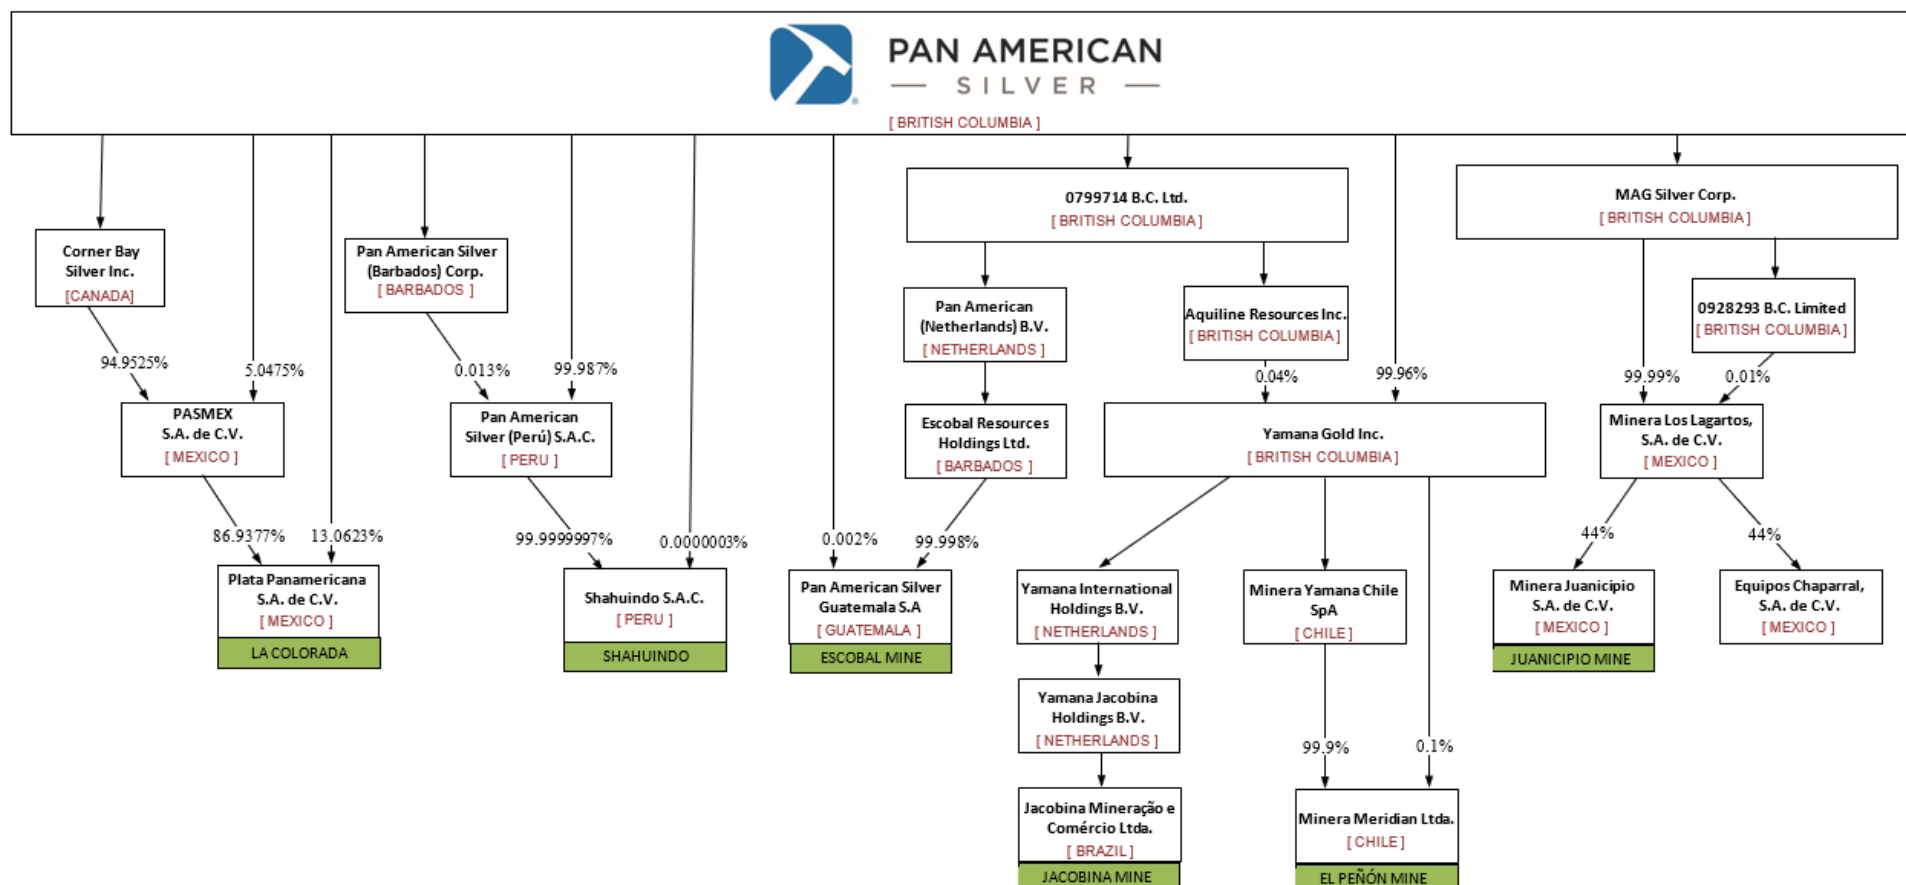 PAN AMERICAN
SILVER
[ BRITISH COLUMBIA ]
Corner Bay
Silver Inc.
[CANADA]
94.9525%
5.0475%
PASMEX
S.A. de C.V.
[ MEXICO ]
86.9377%
13.0623%
Plata Panamericana
S.A. de C.V.
[ MEXICO ]
LA COLORADA
Pan American Silver
(Barbados) Corp.
[ BARBADOS ]
0.013%
99.987%
Pan American
Silver (Perú) S.A.C.
[ PERU ]
99.9999997%
0.0000003%
Shahuindo S.A.C.
[ PERU ]
SHAHUINDO
0799714 B.C. Ltd.
[ BRITISH COLUMBIA ]
Pan American
(Netherlands) B.V.
[ NETHERLANDS ]
Escobal Resources
Holdings Ltd.
[ BARBADOS ]
0.002%
99.998%
Pan American Silver
Guatemala S.A
[ GUATEMALA ]
ESCOBAL MINE
Aquiline Resources Inc.
[ BRITISH COLUMBIA ]
0.04%
99.96%
Yamana Gold Inc.
[ BRITISH COLUMBIA ]
Yamana International
Holdings B.V.
[ NETHERLANDS ]
Yamana Jacobina
Holdings B.V.
[ NETHERLANDS ]
Jacobina Mineração e
Comércio Ltda.
[ BRAZIL ]
JACOBINA MINE
Minera Yamana Chile
SpA
[ CHILE ]
99.9%
0.1%
Minera Meridian Ltda.
[ CHILE ]
EL PEÑÓN MINE
MAG Silver Corp.
[ BRITISH COLUMBIA ]
0928293 B.C. Limited
[ BRITISH COLUMBIA ]
99.99%
0.01%
Minera Los Lagartos,
S.A. de C.V.
[ MEXICO ]
44%
44%
Minera Juanicipio
S.A. de C.V.
[ MEXICO ]
JUANICIPIO MINE
Equipos Chaparral,
S.A. de C.V.
[ MEXICO ]